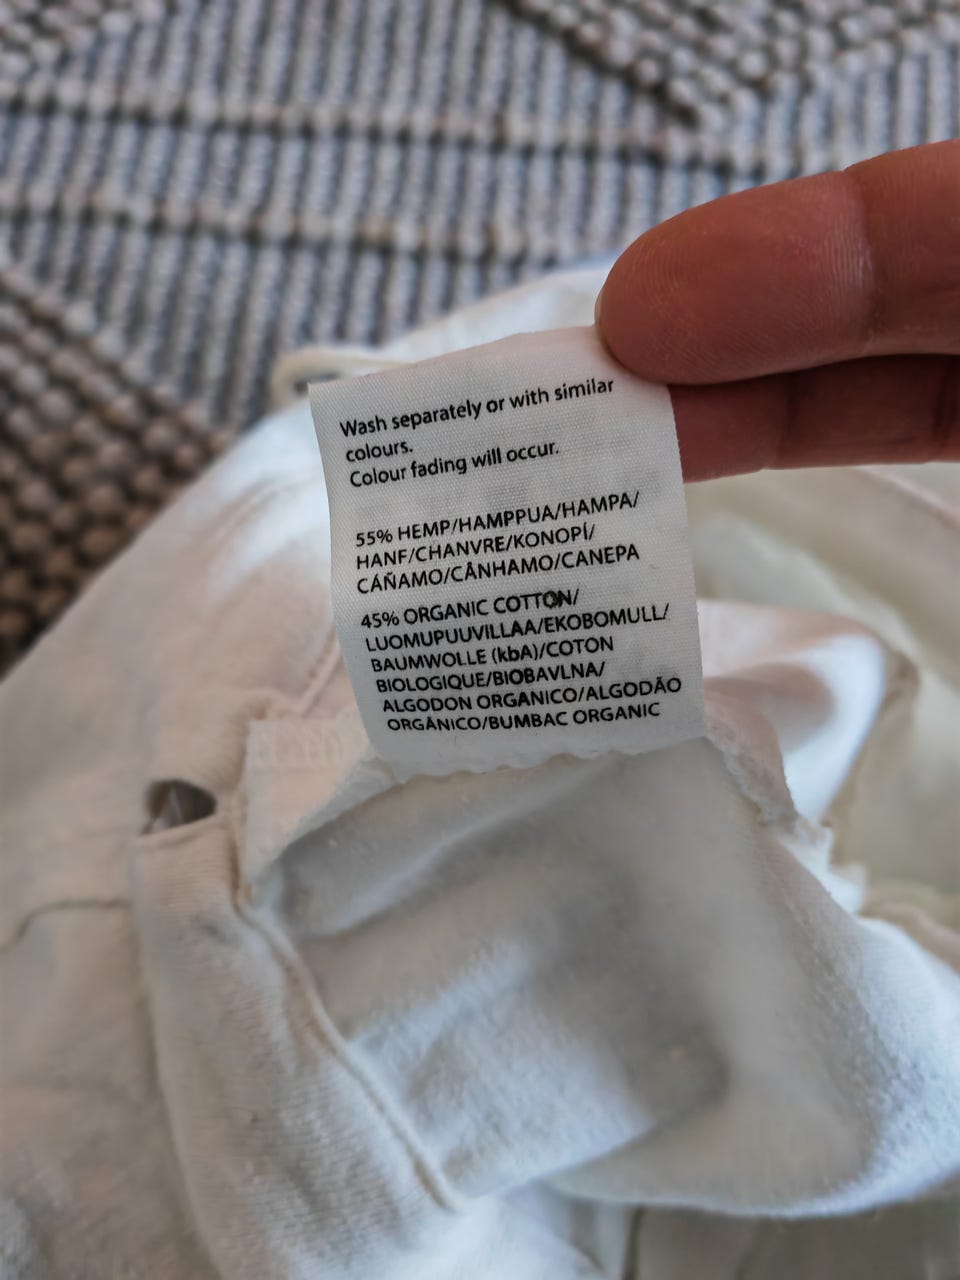 Wash separately or with similar
colours.
Colour fading will occur.
55% HEMP/HAMPPUA/HAMPA/
HANF/CHANVRE/KONOPÍ/
CÁÑAMO/CÂNHAMO/CANEPA
45% ORGANIC COTTON/
LUOMUPUUVILLAA/EKOBOMULL/
BAUMWOLLE (kbA)/COTON
BIOLOGIQUE/BIOBAVLNA/
ALGODON ORGANICO/ALGODÃO
ORGÂNICO/BUMBAC ORGANIC